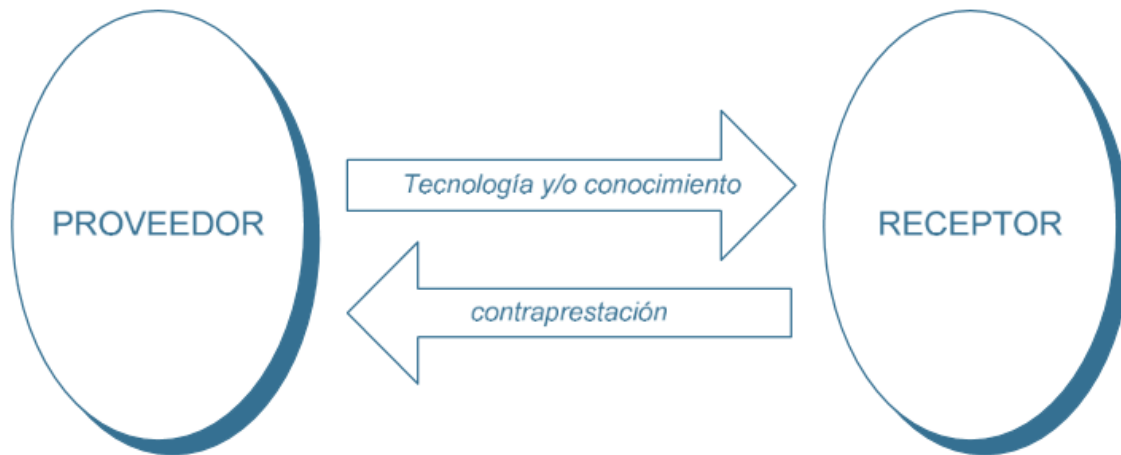 PROVEEDOR
Tecnología y/o conocimiento
contraprestación
RECEPTOR